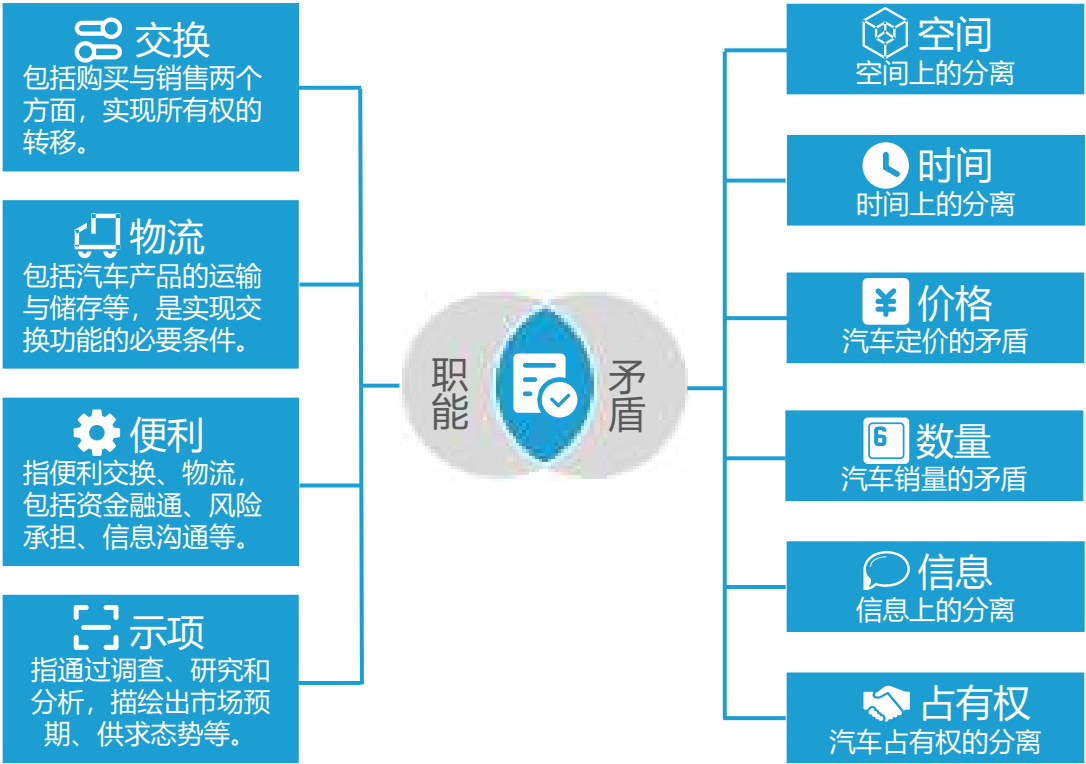 交换
包括购买与销售两个
方面，实现所有权的
转移。
物流
包括汽车产品的运输
与储存等，是实现交
换功能的必要条件。
便利
指便利交换、物流，
包括资金融通、风险
承担、信息沟通等。
示项
指通过调查、研究和
分析，描绘出市场预
期、供求态势等。
职能
矛盾
空间
空间上的分离
时间
时间上的分离
¥
价格
汽车定价的矛盾
6
数量
汽车销量的矛盾
信息
信息上的分离
占有权
汽车占有权的分离